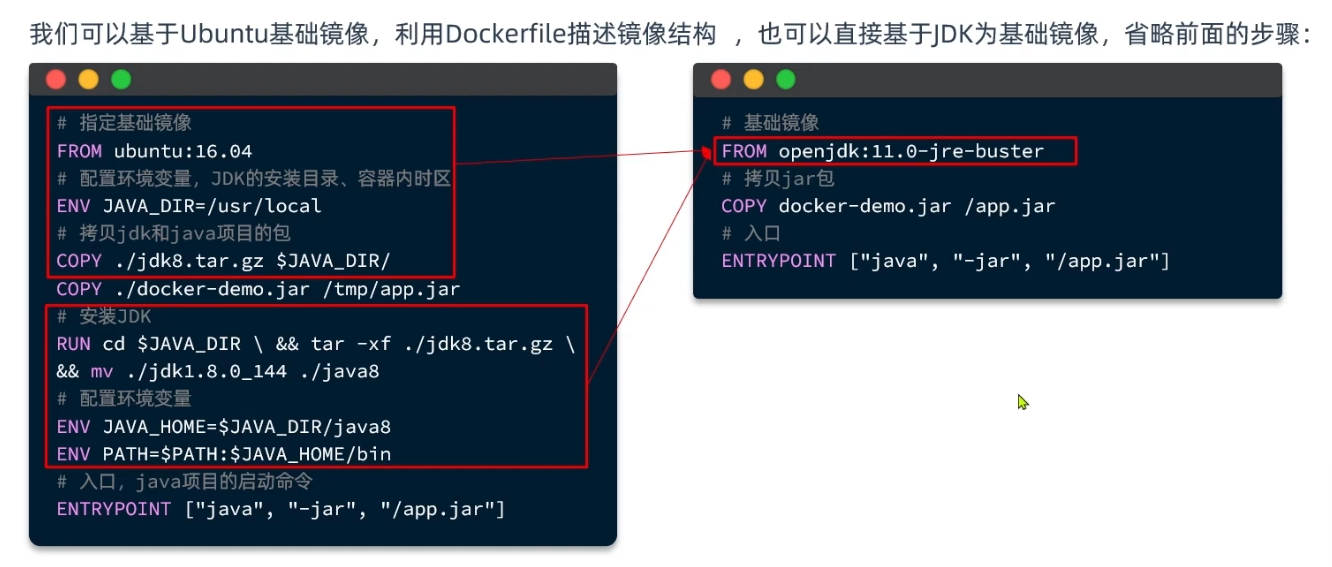 我们可以基于Ubuntu基础镜像，利用Dockerfile描述镜像结构 ，也可以直接基于JDK为基础镜像，省略前面的步骤：
# 指定基础镜像
FROM ubuntu:16.04
# 配置环境变量，JDK的安装目录、容器内时区
ENV JAVA_DIR=/usr/local
# 拷贝jdk和java项目的包
COPY ./jdk8.tar.gz $JAVA_DIR/
COPY ./docker-demo.jar /tmp/app.jar
# 安装JDK
RUN cd $JAVA_DIR \ && tar -xf ./jdk8.tar.gz \
&& mv ./jdk1.8.0_144 ./java8
# 配置环境变量
ENV JAVA_HOME=$JAVA_DIR/java8
ENV PATH=$PATH:$JAVA_HOME/bin
# 入口，java项目的启动命令
ENTRYPOINT ["java", "-jar", "/app.jar"]
# 基础镜像
FROM openjdk:11.0-jre-buster
# 拷贝jar包
COPY docker-demo.jar /app.jar
# 入口
ENTRYPOINT ["java", "-jar", "/app.jar"]